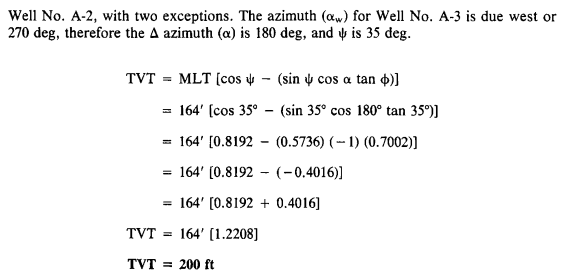 Well No. A-2, with two exceptions. The azimuth (αw) for Well No. A-3 is due west or
270 deg, therefore the Δ azimuth (α) is 180 deg, and ψ is 35 deg.
TVT = MLT [cos ψ − (sin ψ cos α tan φ)]
= 164′ [cos 35° − (sin 35° cos 180° tan 35°)]
= 164′ [0.8192 − (0.5736) (−1) (0.7002)]
= 164′ [0.8192 − (−0.4016)]
= 164′ [0.8192 + 0.4016]
TVT = 164′ [1.2208]
TVT = 200 ft